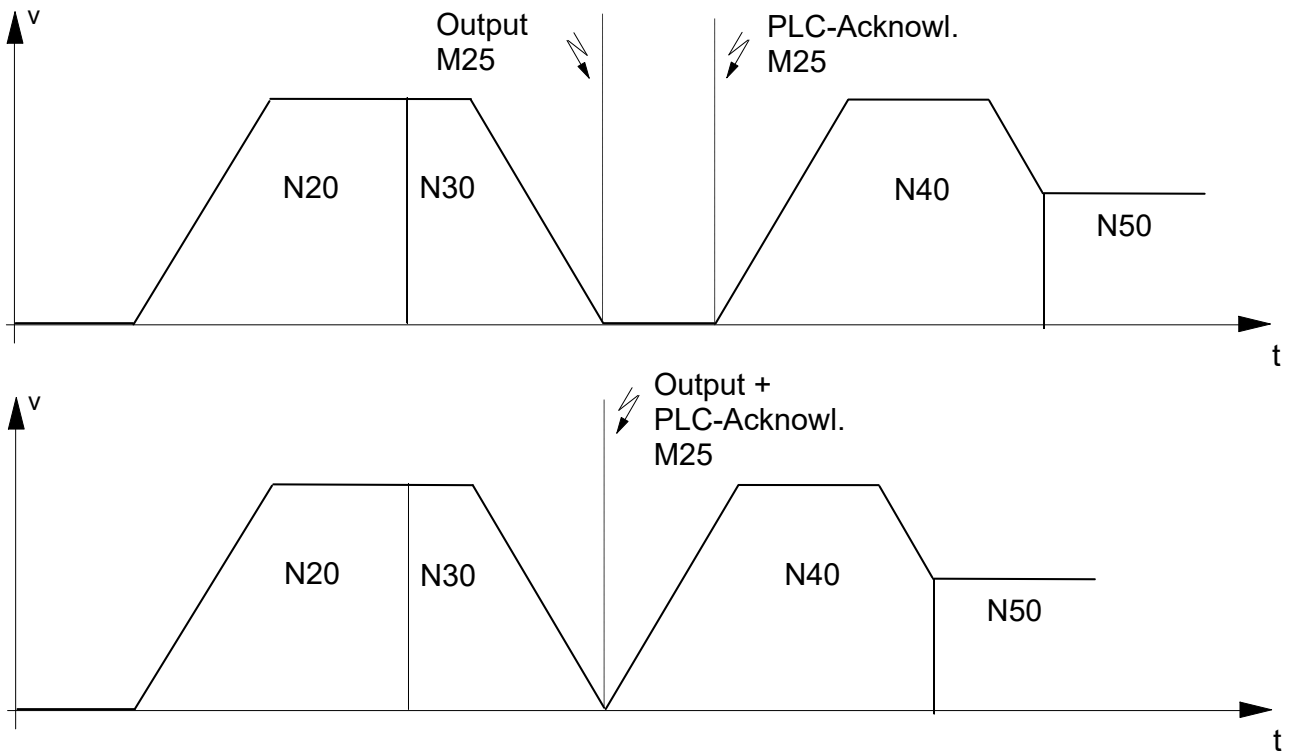 v
Output
M25
PLC-Acknowl.
M25
N20
N30
N40
N50
t
v
Output +
PLC-Acknowl.
M25
N20
N30
N40
N50
t